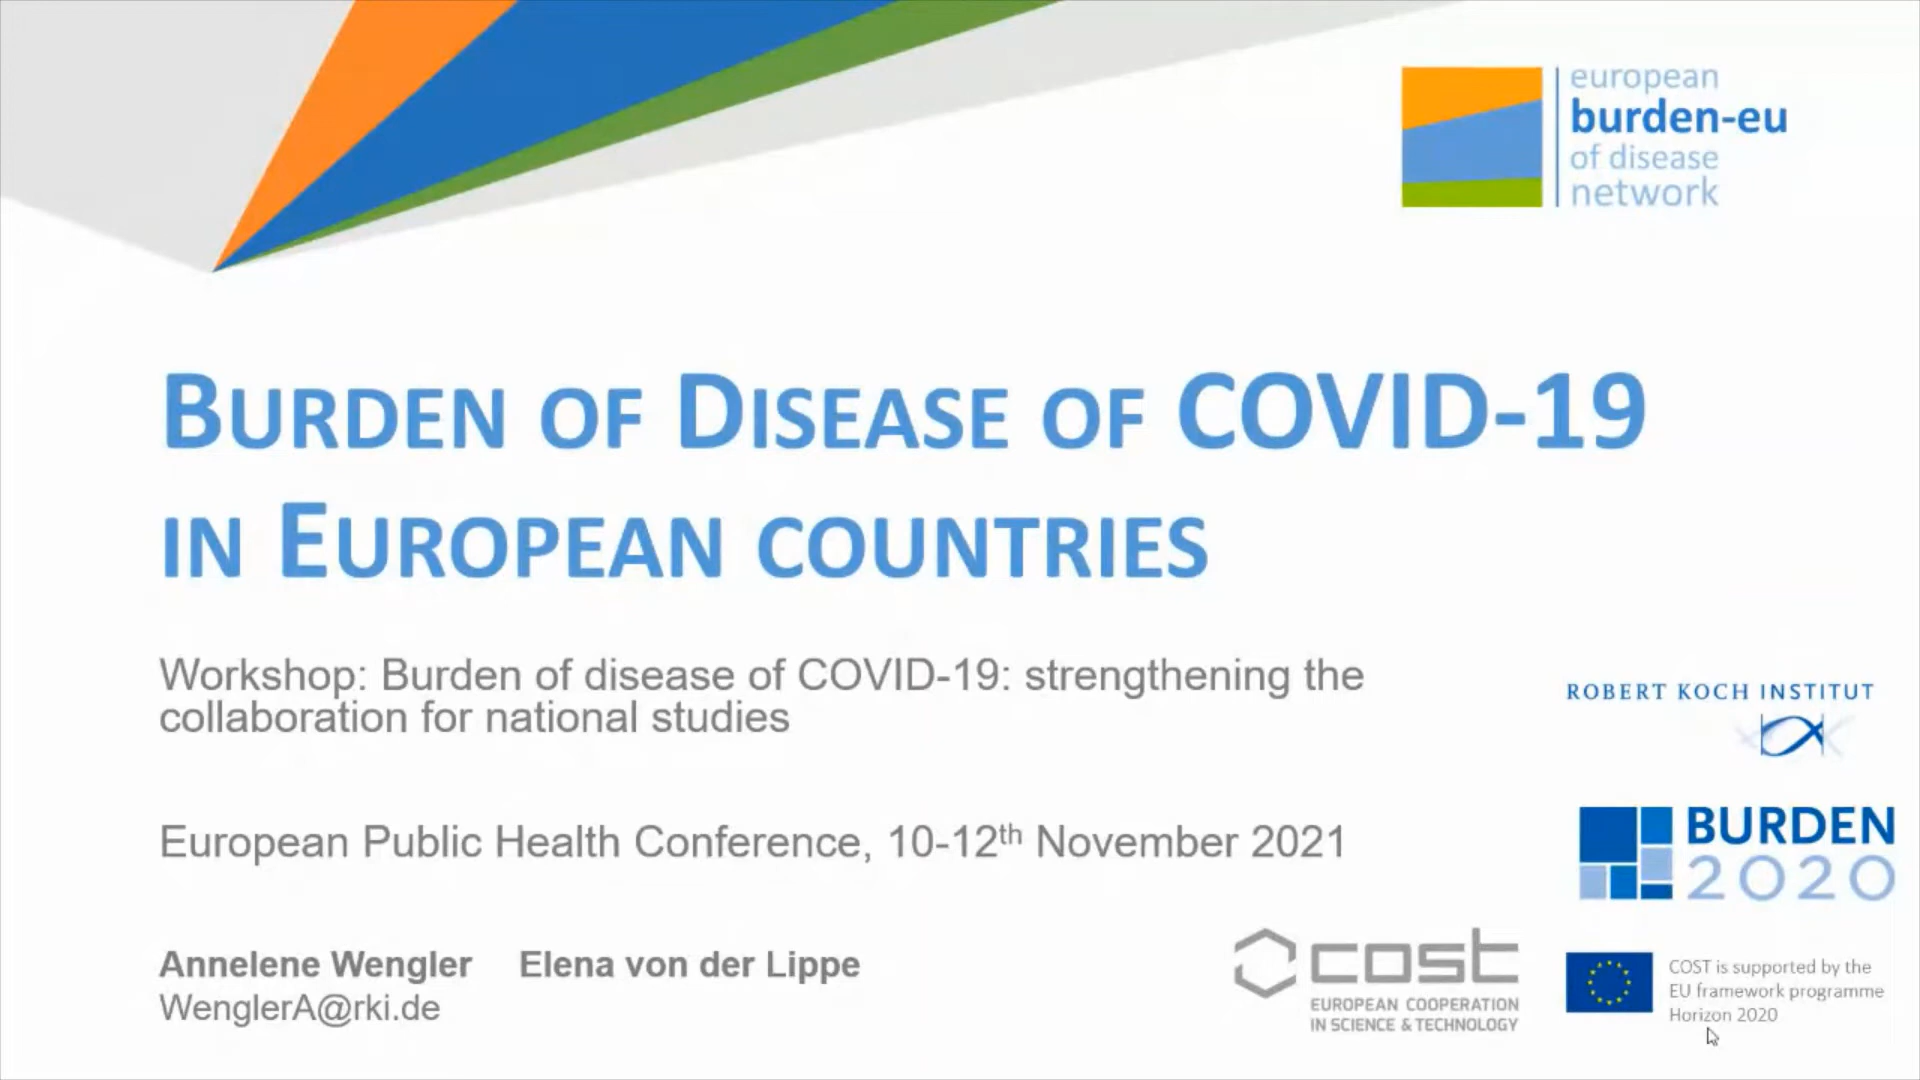 european
burden-eu
of disease
network
BURDEN OF DISEASE OF COVID-19
IN EUROPEAN COUNTRIES
Workshop: Burden of disease of COVID-19: strengthening the
collaboration for national studies
ROBERT KOCH INSTITUT
European Public Health Conference, 10-12th November 2021
BURDEN
2020
Annelene Wengler Elena von der Lippe
WenglerA@rki.de
cost
EUROPEAN COOPERATION
IN SCIENCE & TECHNOLOGY
COST is supported by the
EU framework programme
Horizon 2020